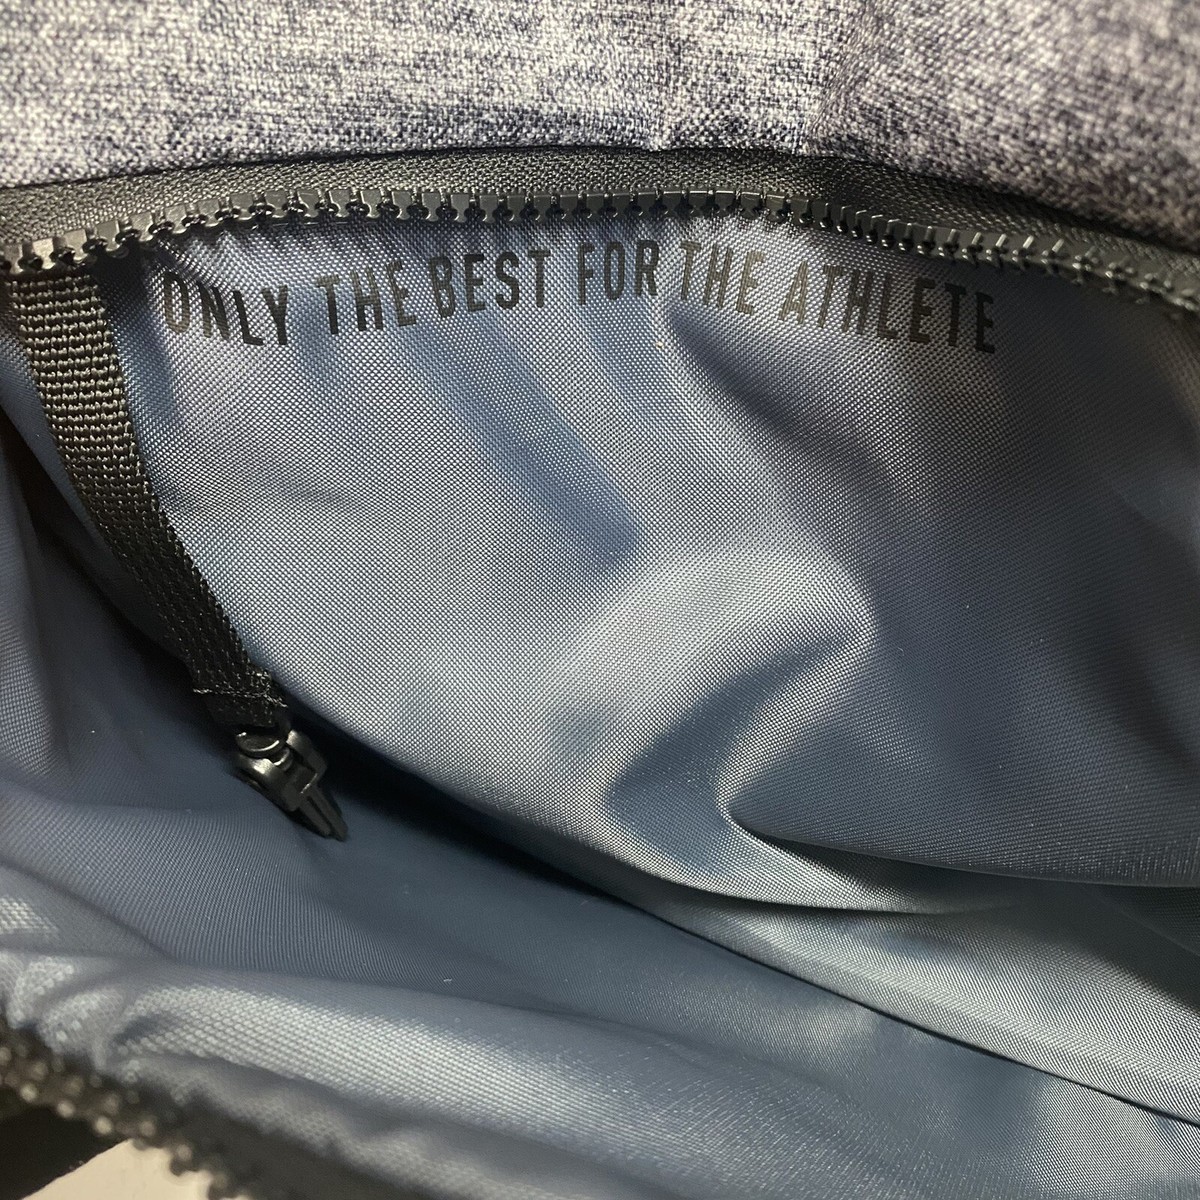 ONLY THE BEST FOR THE ATHLETE